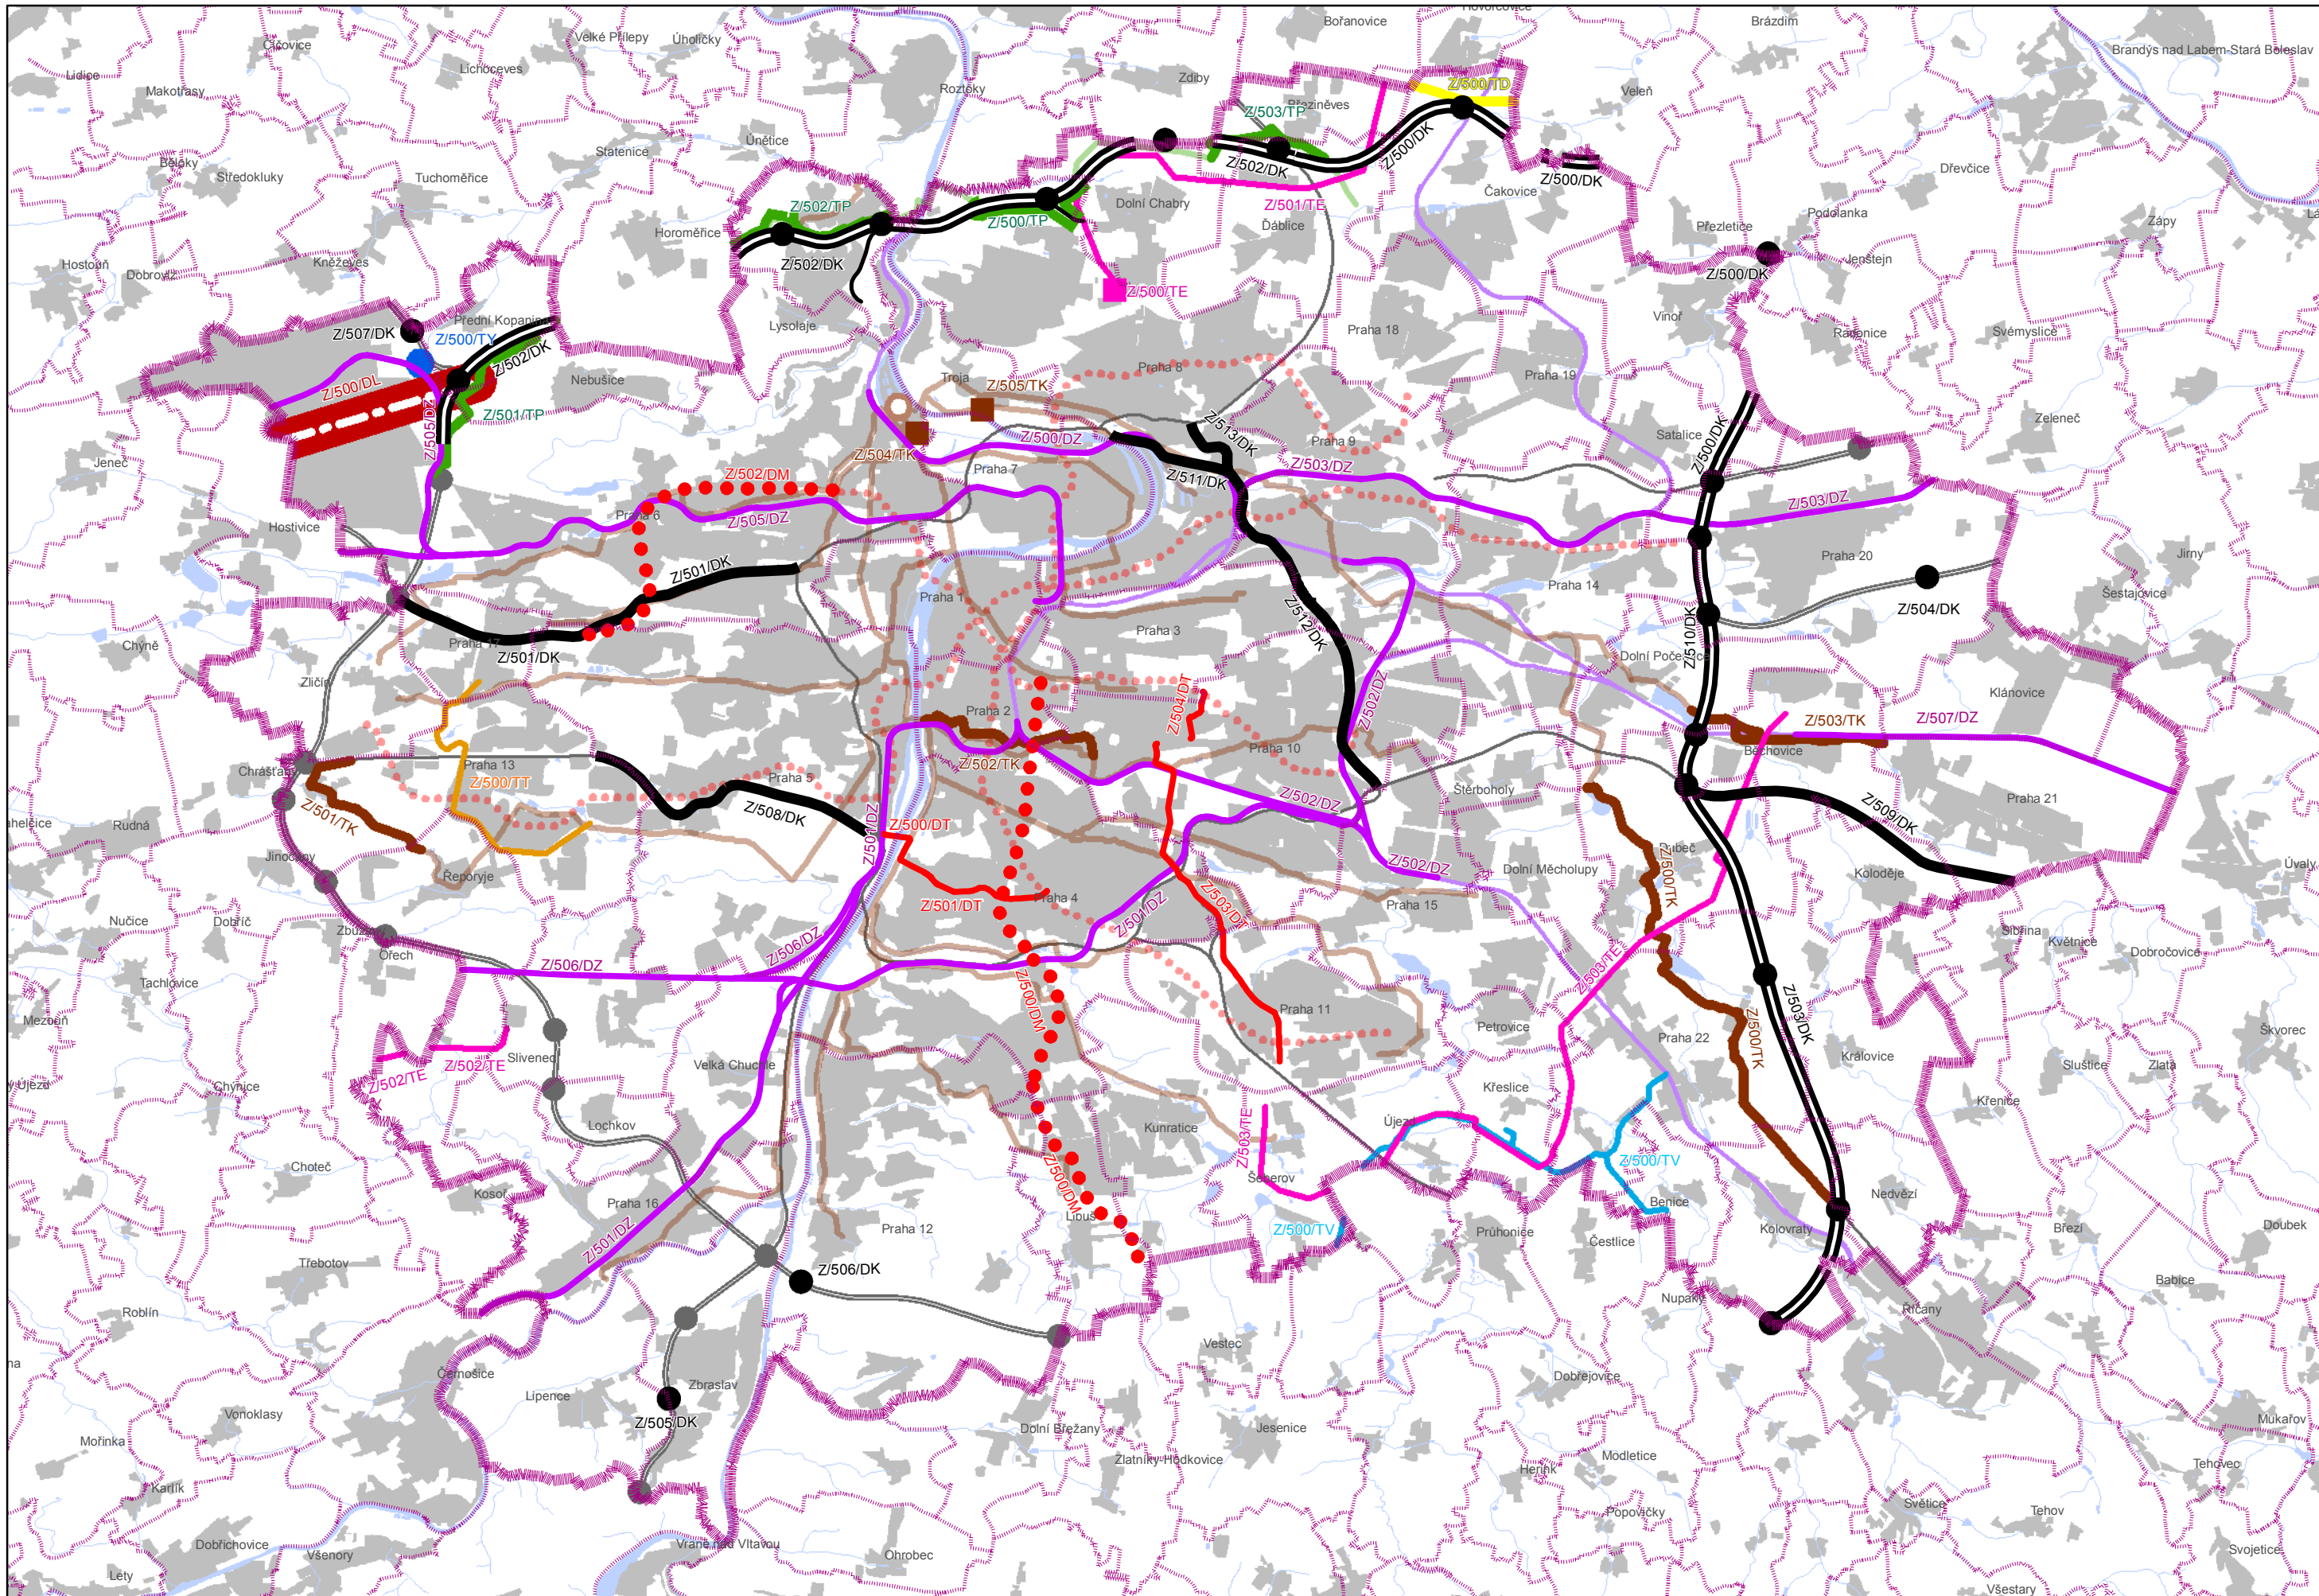 Bořanovice
Hovorčovice
Brázdim
Velké Přílepy
Úholičky
Číčovice
Brandýs nad Labem-Stará Boleslav
Lidice
Lichoceves
Zdiby
Roztoky
Z/500/TD
Makotřasy
Březiněves
Veleň
Z/503/TP
Únětice
Z/500/DK
Statenice
Běloky
Středokluky
Tuchoměřice
Z/502/DK
Z/500/DK
Dřevčice
Čakovice
Z/502/TP
Dolní Chabry
Z/501/TE
Podolanka
Z/500/TP
Ďáblice
Přezletice
Zápy
Horoměřice
Hostouň
Dobrovíz
Kněževes
Z/502/DK
Z/500/DK
Jenštejn
Z/500/TE
Přední Kopanina
Lysolaje
Praha 18
Vinoř
Radonice
Svémyslice
Z/507/DK
Z/500/TY
Z/502/DK
Nebušice
Troja
Praha 8
Praha 19
Z/500/DL
Z/505/TK
Z/501/TP
Z/505/DZ
Z/513/DK
Zeleneč
Satalice
Z/500/DK
Z/504/TK
Z/500/DZ
Praha 9
Jeneč
Praha 7
Z/502/DM
Z/511/DK
Z/503/DZ
Z/503/DZ
Praha 6
Z/505/DZ
Hostivice
Praha 20
Jirny
Z/501/DK
Praha 14
Praha 1
Šestajovice
Z/504/DK
Z/512/DK
Praha 3
Chýně
Praha 17
Z/501/DK
Z/510/DK
Dolní Počernice
Zličín
Klánovice
Z/502/DZ
Z/504/DT
Praha 2
Z/503/TK
Z/507/DZ
Praha 10
Běchovice
Chrášťany
Praha 13
Z/502/TK
Praha 5
Z/500/TT
Štěrboholy
Z/502/DZ
Praha 21
Z/501/TK
Rudná
Z/508/DK
Z/500/DT
Z/501/DZ
Z/509/DK
Jinočany
Z/502/DZ
Dolní Měcholupy
Koloděje
Úvaly
Řeporyje
Z/500/TK
Z/501/DT
Praha 4
Z/503/DT
Praha 15
Nučice
Dobříč
Zbuzany
Z/501/DZ
Sibřina
Květnice
Dobročovice
Ořech
Z/506/DZ
Z/506/DZ
Z/503/TE
Tachlovice
Praha 11
Z/500/DM
Z/503/DK
Mezouň
Petrovice
Škvorec
Praha 22
Z/500/TK
Slivenec
Z/502/TE
Z/502/TE
Velká Chuchle
Královice
Sluštice
Zlatá
Chýnice
Křeslice
Křenice
Lochkov
Kunratice
Z/503/TE
Újezd
Z/500/TV
Choteč
Šeberov
Z/500/DM
Kosoř
Praha 16
Benice
Nedvězí
Libuš
Praha 12
Z/500/TV
Průhonice
Kolovraty
Březí
Doubek
Z/501/DZ
Čestlice
Třebotov
Z/506/DK
Babice
Nupaky
Roblín
Říčany
Vestec
Černošice
Dobřejovice
Lipence
Zbraslav
Vonoklasy
Z/505/DK
Mukařov
Dolní Břežany
Jesenice
Mořinka
Zlatníky-Hodkovice
Modletice
Herink
Tehovec
Karlík
Světice
Tehov
Popovičky
Dobřichovice
Vrané nad Vltavou
Všenory
Ohrobec
Svojetice
Lety
Všestary